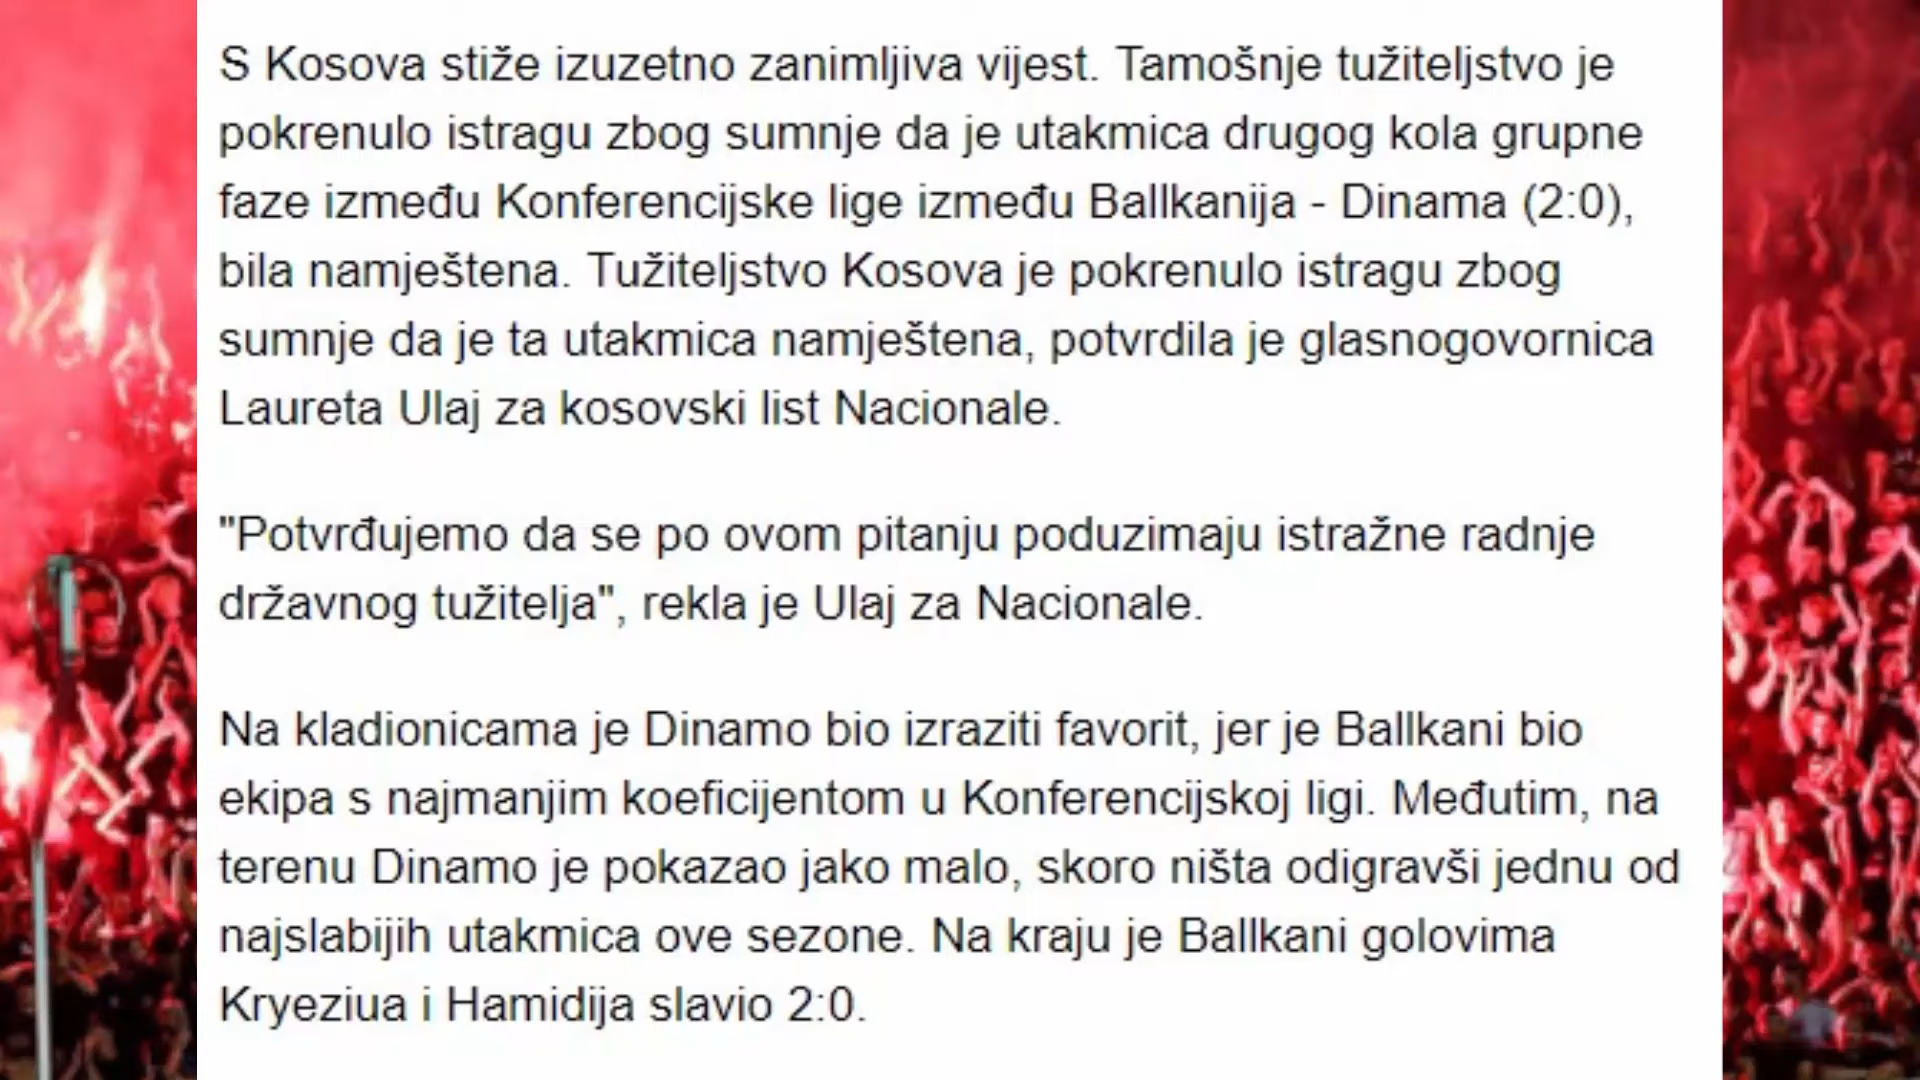 S Kosova stiže izuzetno zanimljiva vijest. Tamošnje tužiteljstvo je
pokrenulo istragu zbog sumnje da je utakmica drugog kola grupne
faze između Konferencijske lige između Ballkanija - Dinama (2:0),
bila namještena. Tužiteljstvo Kosova je pokrenulo istragu zbog
sumnje da je ta utakmica namještena, potvrdila je glasnogovornica
Laureta Ulaj za kosovski list Nacionale.
"Potvrđujemo da se po ovom pitanju poduzimaju istražne radnje
državnog tužitelja", rekla je Ulaj za Nacionale.
Na kladionicama je Dinamo bio izraziti favorit, jer je Ballkani bio
ekipa s najmanjim koeficijentom u Konferencijskoj ligi. Međutim, na
terenu Dinamo je pokazao jako malo, skoro ništa odigravši jednu od
najslabijih utakmica ove sezone. Na kraju je Ballkani golovima
Kryeziua i Hamidija slavio 2:0.